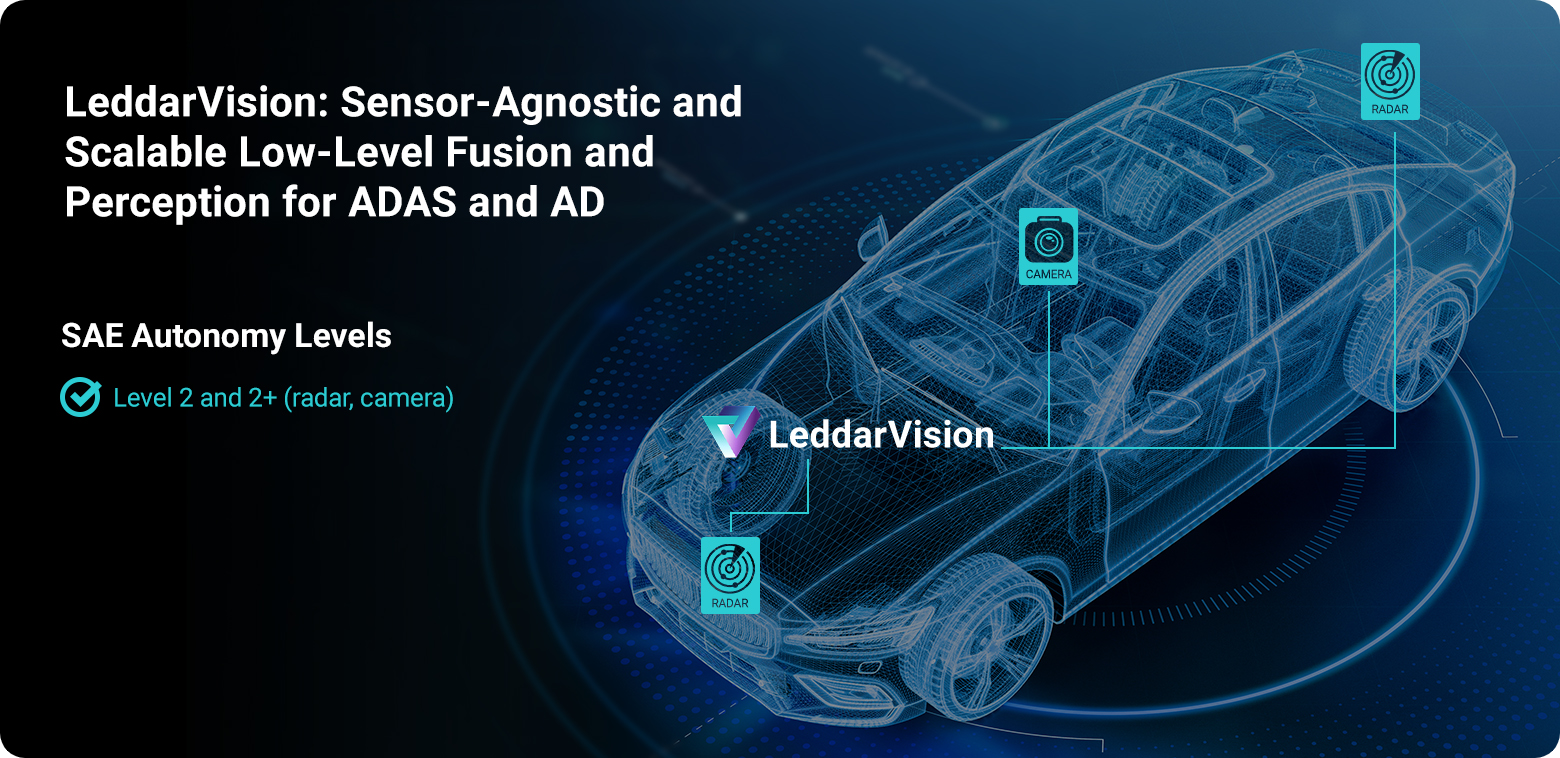 LeddarVision: Sensor-Agnostic and
Scalable Low-Level Fusion and
Perception for ADAS and AD
SAE Autonomy Levels
Level 2 and 2+ (radar, camera)
RADAR
CAMERA
LeddarVision
RADAR